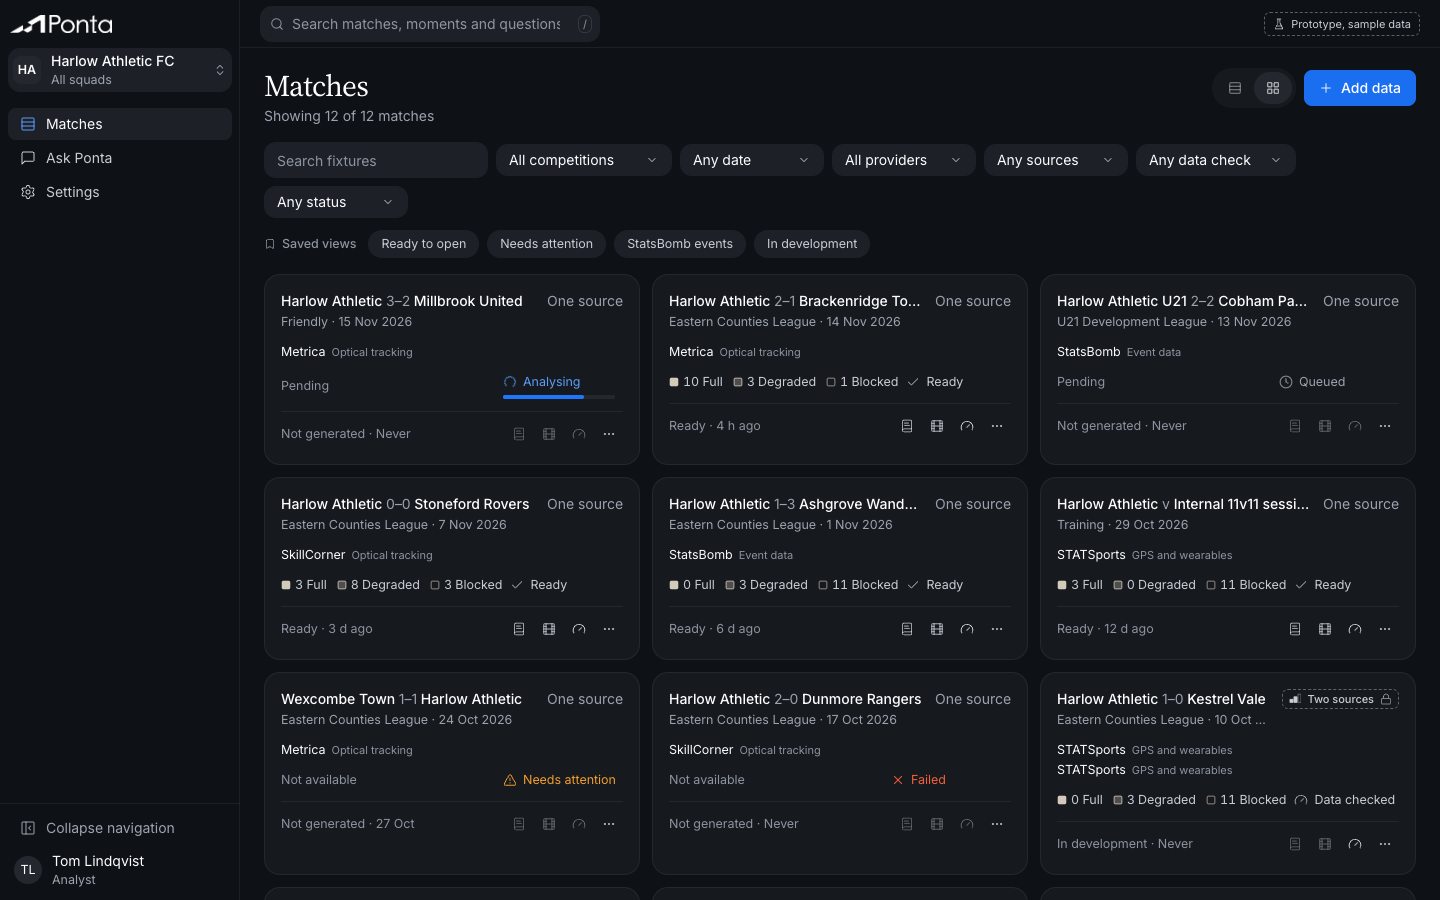 Ponta
Search matches, moments and questions /
Prototype, sample data
HA Harlow Athletic FC
All squads
Matches
Ask Ponta
Settings
Matches
Showing 12 of 12 matches
Add data
Search fixtures
All competitions
Any date
All providers
Any sources
Any data check
Any status
Saved views
Ready to open
Needs attention
StatsBomb events
In development
Harlow Athletic 3–2 Millbrook United One source
Friendly · 15 Nov 2026
Metrica Optical tracking
Pending Analysing
Not generated · Never
Harlow Athletic 2–1 Brackenridge To... One source
Eastern Counties League · 14 Nov 2026
Metrica Optical tracking
10 Full 3 Degraded 1 Blocked Ready
Ready · 4 h ago
Harlow Athletic U21 2–2 Cobham Pa... One source
U21 Development League · 13 Nov 2026
StatsBomb Event data
Pending Queued
Not generated · Never
Harlow Athletic 0–0 Stoneford Rovers One source
Eastern Counties League · 7 Nov 2026
SkillCorner Optical tracking
3 Full 8 Degraded 3 Blocked Ready
Ready · 3 d ago
Harlow Athletic 1–3 Ashgrove Wand... One source
Eastern Counties League · 1 Nov 2026
StatsBomb Event data
0 Full 3 Degraded 11 Blocked Ready
Ready · 6 d ago
Harlow Athletic v Internal 11v11 sessi... One source
Training · 29 Oct 2026
STATSports GPS and wearables
3 Full 0 Degraded 11 Blocked Ready
Ready · 12 d ago
Wexcombe Town 1–1 Harlow Athletic One source
Eastern Counties League · 24 Oct 2026
Metrica Optical tracking
Not available Needs attention
Not generated · 27 Oct
Harlow Athletic 2–0 Dunmore Rangers One source
Eastern Counties League · 17 Oct 2026
SkillCorner Optical tracking
Not available Failed
Not generated · Never
Harlow Athletic 1–0 Kestrel Vale Two sources
Eastern Counties League · 10 Oct ...
STATSports GPS and wearables
STATSports GPS and wearables
0 Full 3 Degraded 11 Blocked Data checked
In development · Never
Collapse navigation
TL Tom Lindqvist
Analyst